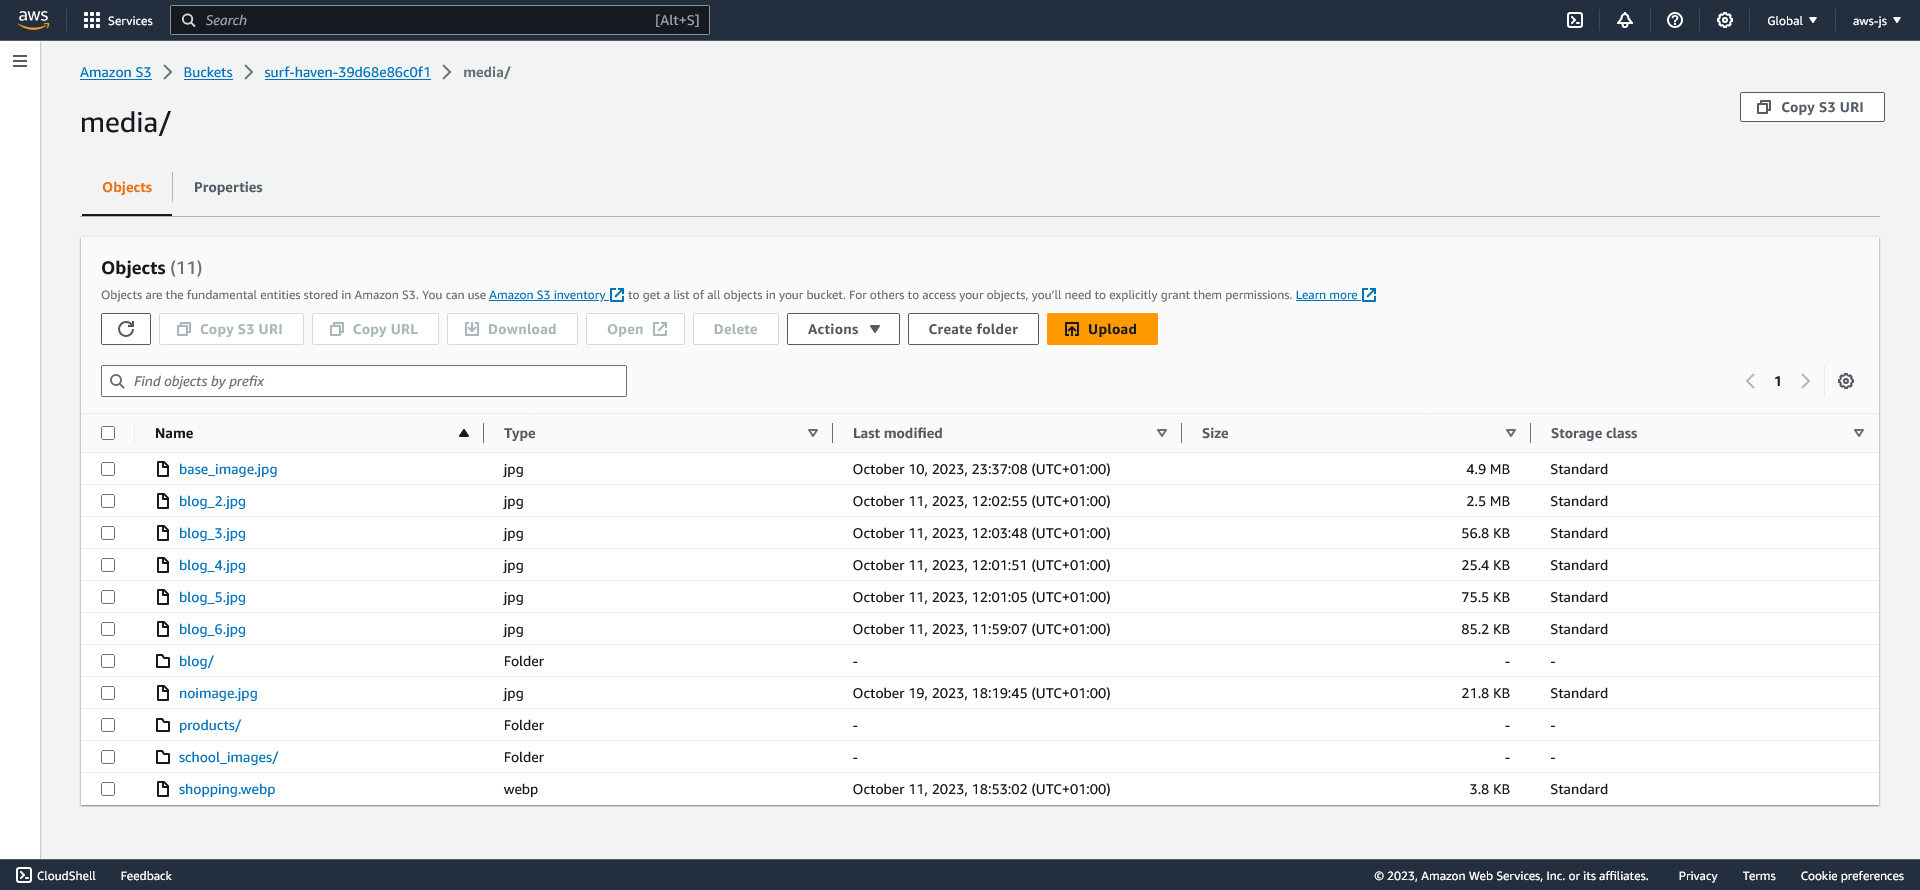 aws Services Search [Alt+S] Global aws-js
Amazon S3 Buckets surf-haven-39d68e86c0f1 media/
media/
Copy S3 URI
Objects Properties
Objects (11)
Objects are the fundamental entities stored in Amazon S3. You can use Amazon S3 inventory to get a list of all objects in your bucket. For others to access your objects, you'll need to explicitly grant them permissions. Learn more
Copy S3 URI Copy URL Download Open Delete Actions Create folder Upload
Find objects by prefix 1
Name Type Last modified Size Storage class
base_image.jpg jpg October 10, 2023, 23:37:08 (UTC+01:00) 4.9 MB Standard
blog_2.jpg jpg October 11, 2023, 12:02:55 (UTC+01:00) 2.5 MB Standard
blog_3.jpg jpg October 11, 2023, 12:03:48 (UTC+01:00) 56.8 KB Standard
blog_4.jpg jpg October 11, 2023, 12:01:51 (UTC+01:00) 25.4 KB Standard
blog_5.jpg jpg October 11, 2023, 12:01:05 (UTC+01:00) 75.5 KB Standard
blog_6.jpg jpg October 11, 2023, 11:59:07 (UTC+01:00) 85.2 KB Standard
blog/ Folder - - -
noimage.jpg jpg October 19, 2023, 18:19:45 (UTC+01:00) 21.8 KB Standard
products/ Folder - - -
school_images/ Folder - - -
shopping.webp webp October 11, 2023, 18:53:02 (UTC+01:00) 3.8 KB Standard
CloudShell Feedback © 2023, Amazon Web Services, Inc. or its affiliates. Privacy Terms Cookie preferences